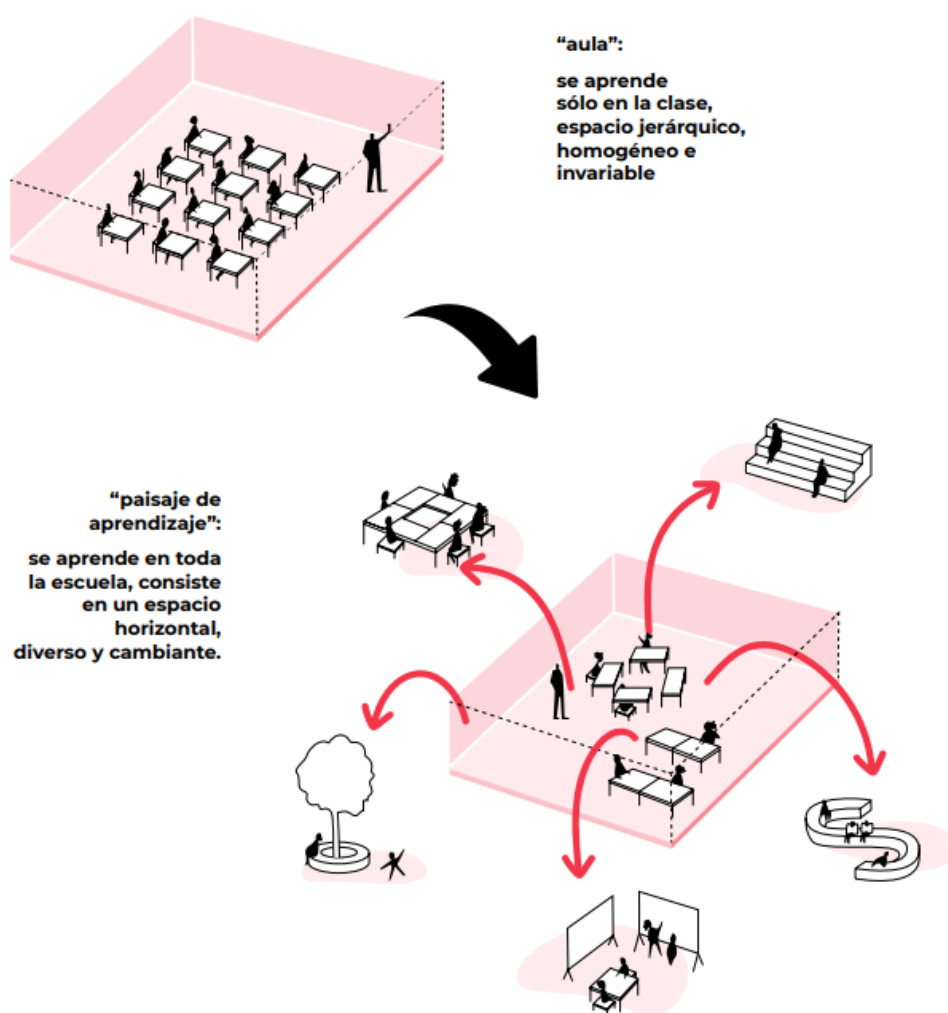 “aula”:
se aprende
sólo en la clase,
espacio jerárquico,
homogéneo e
invariable
“paisaje de
aprendizaje”:
se aprende en toda
la escuela, consiste
en un espacio
horizontal,
diverso y cambiante.